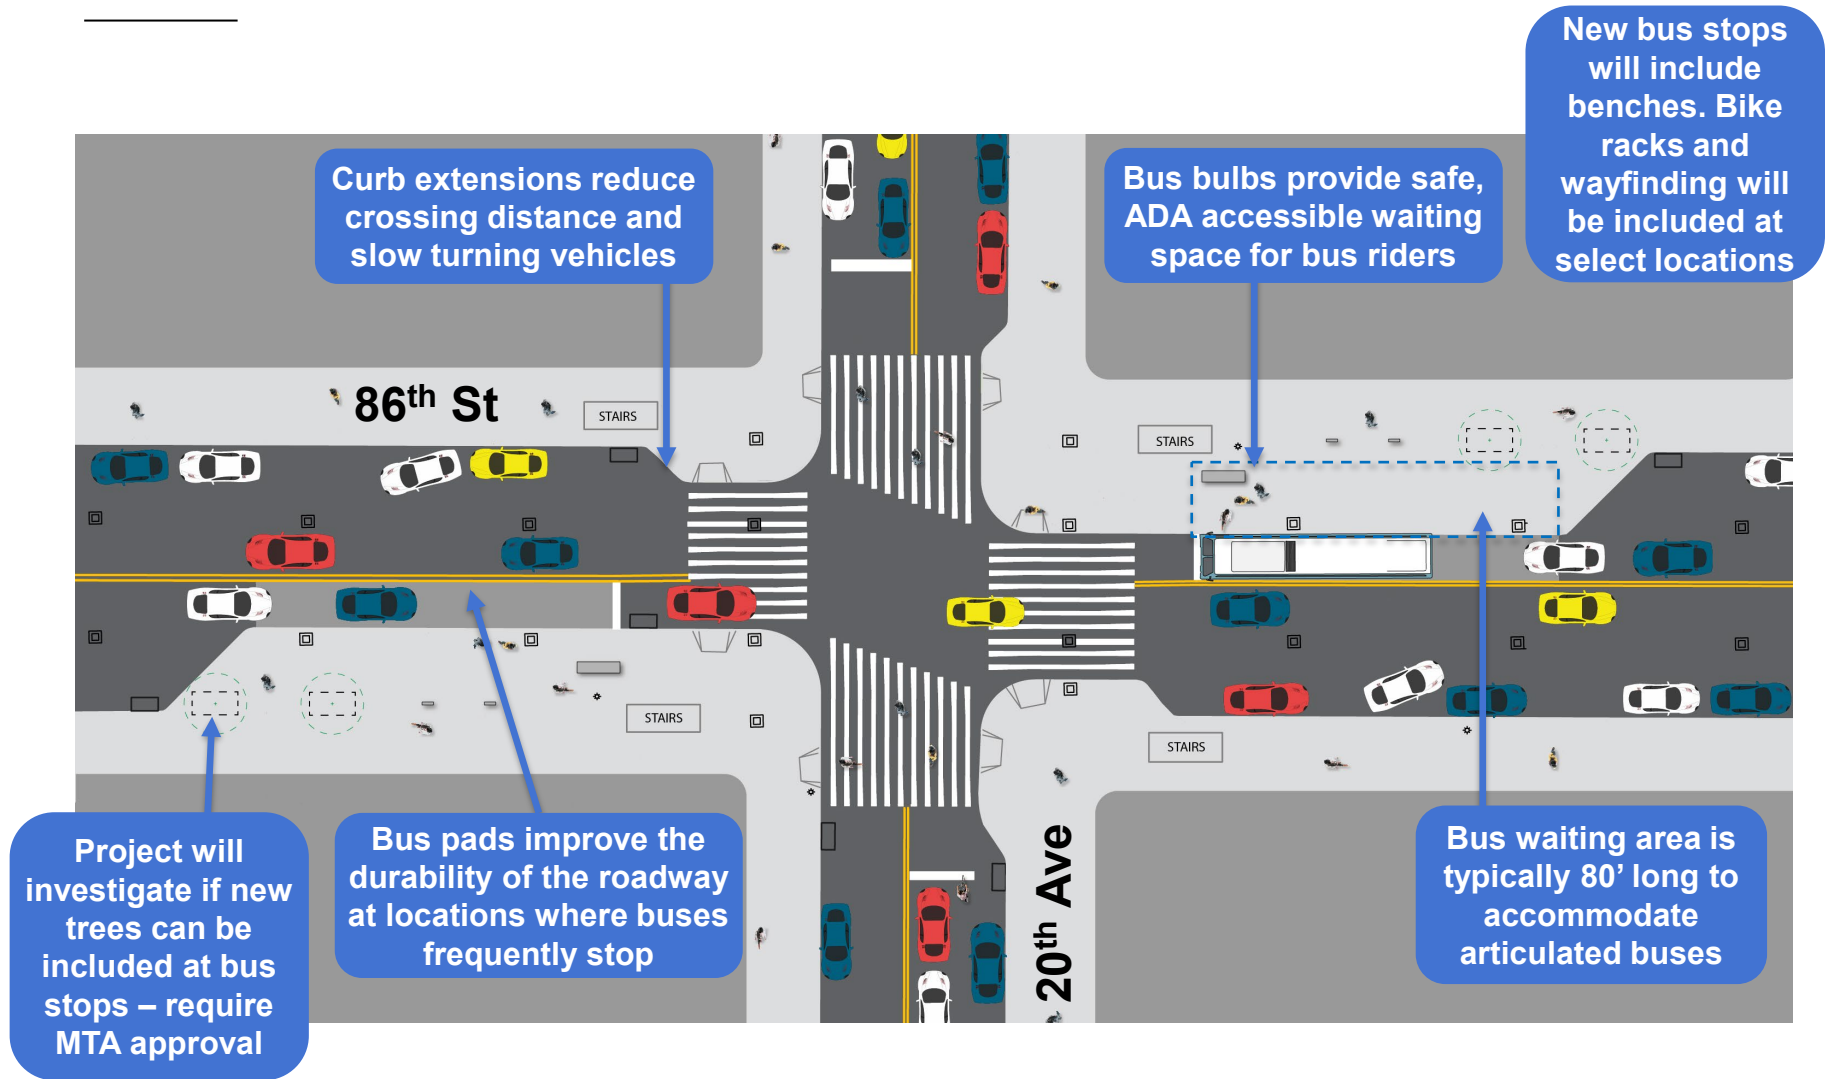 New bus stops
will include
benches. Bike
racks and
wayfinding will
be included at
select locations
Curb extensions reduce
crossing distance and
slow turning vehicles
Bus bulbs provide safe,
ADA accessible waiting
space for bus riders
86th St
STAIRS
STAIRS
STAIRS
STAIRS
20th Ave
Project will
investigate if new
trees can be
included at bus
stops – require
MTA approval
Bus pads improve the
durability of the roadway
at locations where buses
frequently stop
Bus waiting area is
typically 80’ long to
accommodate
articulated buses